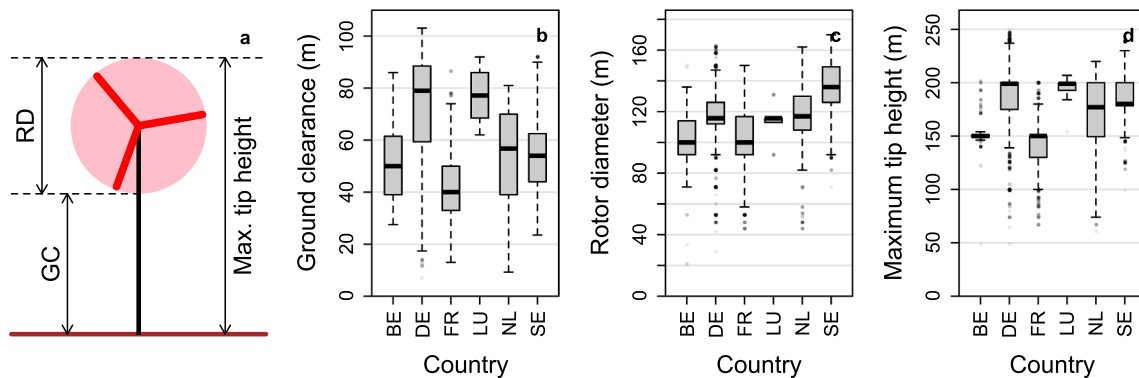 a
RD
GC
Max. tip height
b
Ground clearance (m)
0
20
40
60
80
100
BE
DE
FR
LU
NL
SE
Country
c
Rotor diameter (m)
0
40
80
120
160
BE
DE
FR
LU
NL
SE
Country
d
Maximum tip height (m)
0
50
100
150
200
250
BE
DE
FR
LU
NL
SE
Country